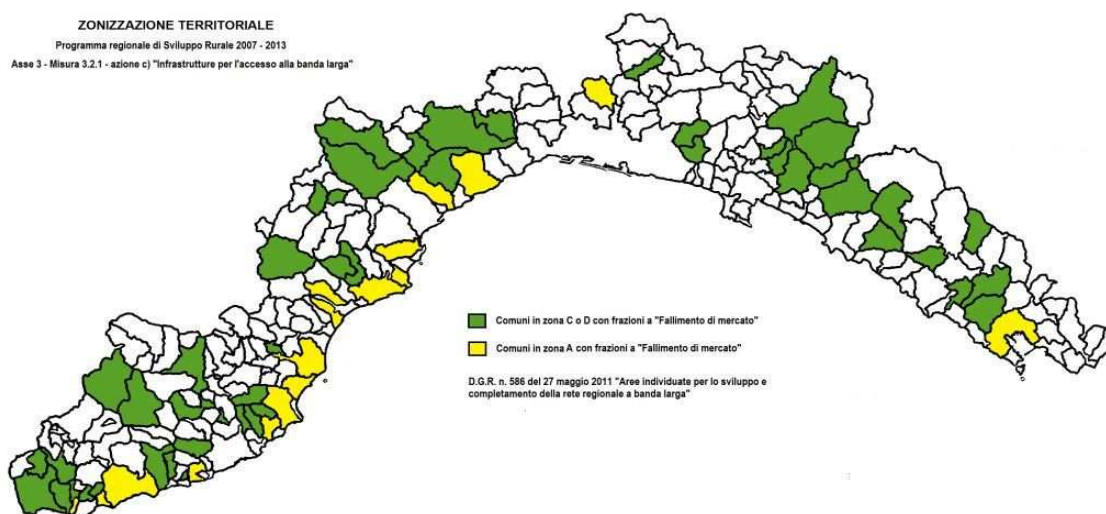 ZONIZZAZIONE TERRITORIALE
Programma regionale di Sviluppo Rurale 2007 - 2013
Asse 3 - Misura 3.2.1 - azione c) "Infrastrutture per l'accesso alla banda larga"
Comuni in zona C o D con frazioni a "Fallimento di mercato"
Comuni in zona A con frazioni a "Fallimento di mercato"
D.G.R. n. 586 del 27 maggio 2011 "Aree individuate per lo sviluppo e
completamento della rete regionale a banda larga"